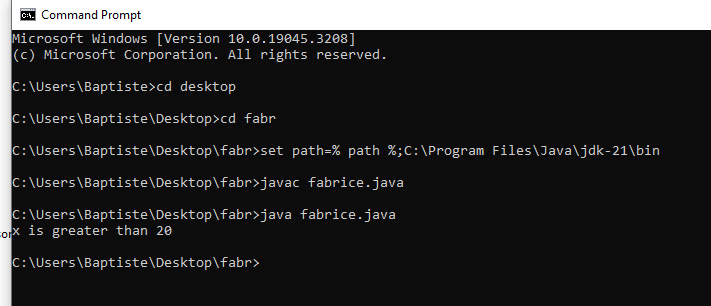 Command Prompt
Microsoft Windows [Version 10.0.19045.3208]
(c) Microsoft Corporation. All rights reserved.
C:\Users\Baptiste>cd desktop
C:\Users\Baptiste\Desktop>cd fabr
C:\Users\Baptiste\Desktop\fabr>set path=% path %;C:\Program Files\Java\jdk-21\bin
C:\Users\Baptiste\Desktop\fabr>javac fabrice.java
C:\Users\Baptiste\Desktop\fabr>java fabrice.java
x is greater than 20
C:\Users\Baptiste\Desktop\fabr>